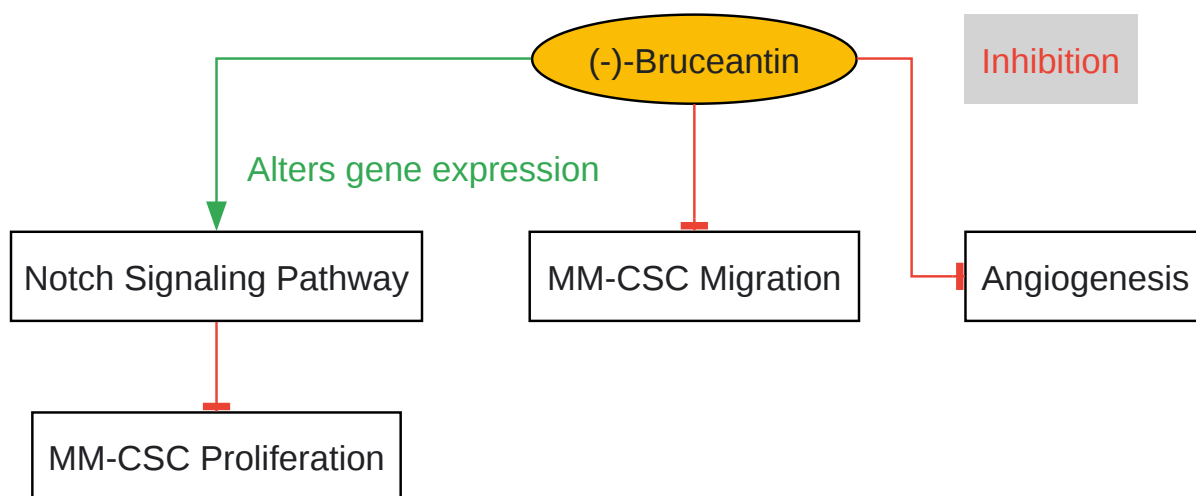 (-)-Bruceantin
Inhibition
Alters gene expression
Notch Signaling Pathway
MM-CSC Migration
Angiogenesis
MM-CSC Proliferation